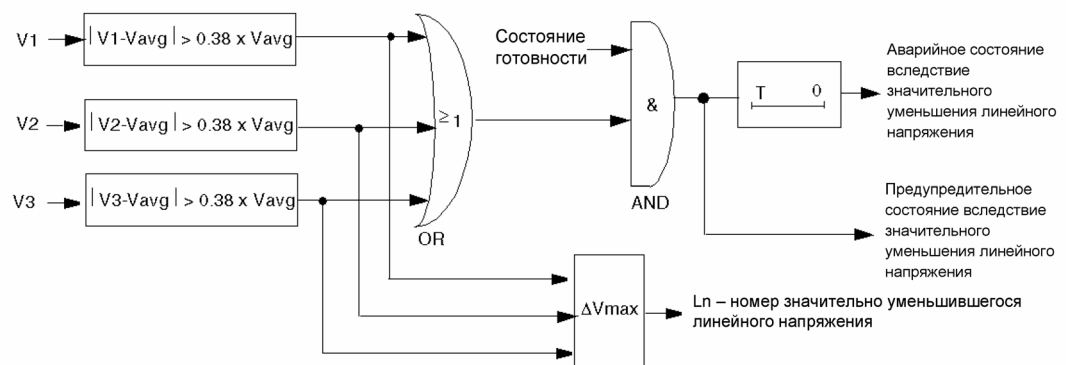 V1
| V1-Vavg | > 0.38 x Vavg
V2
| V2-Vavg | > 0.38 x Vavg
V3
| V3-Vavg | > 0.38 x Vavg
≥ 1
OR
Состояние
готовности
&
AND
T 0
Аварийное состояние
вследствие
значительного
уменьшения линейного
напряжения
Предупредительное
состояние вследствие
значительного
уменьшения линейного
напряжения
ΔVmax
Ln – номер значительно уменьшившегося
линейного напряжения